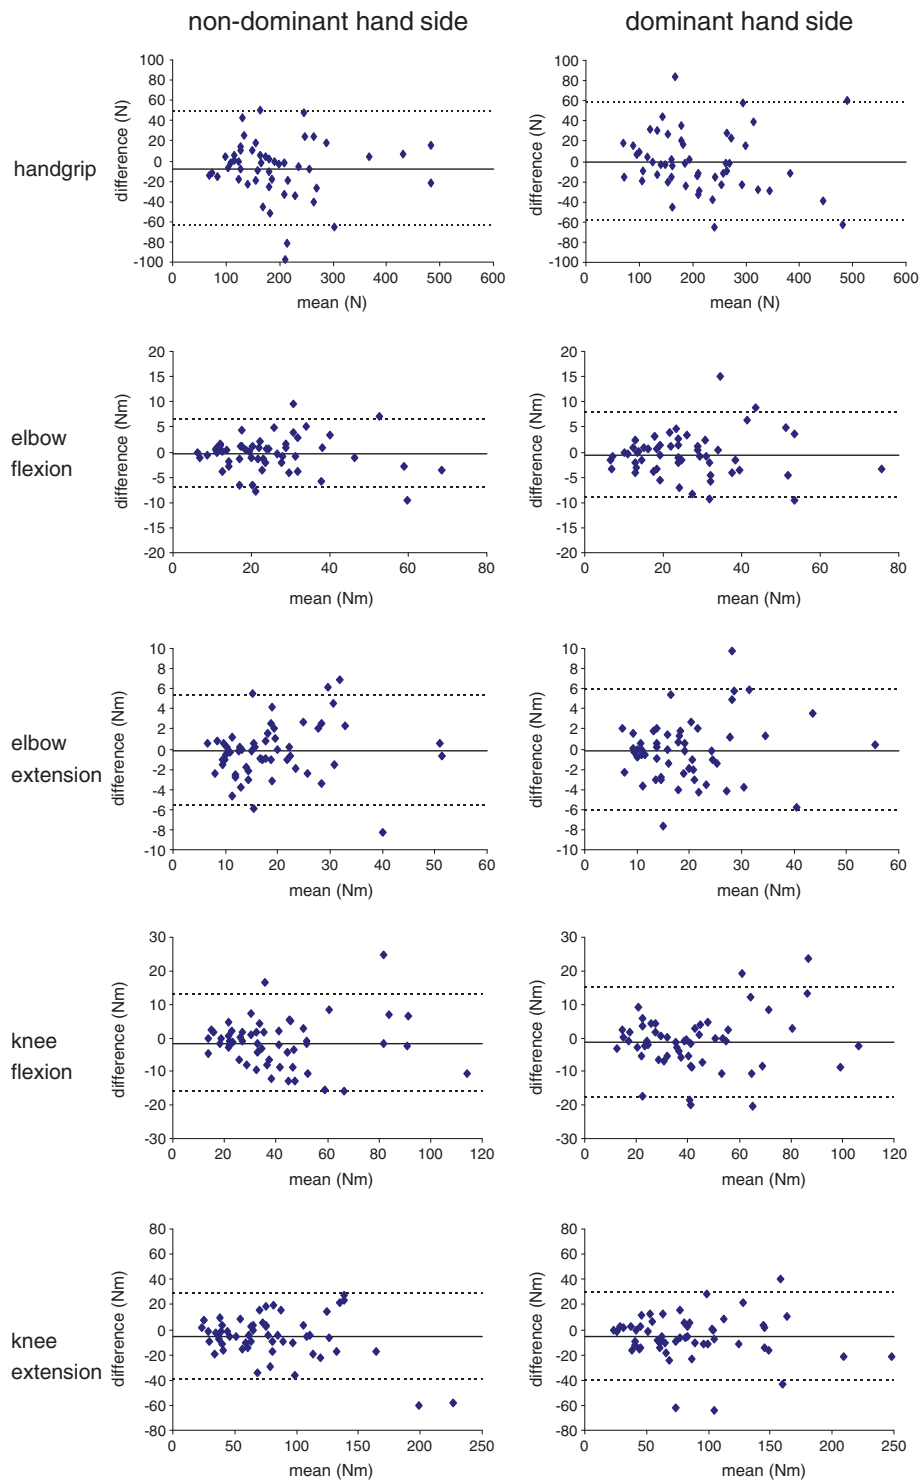 non-dominant hand side
dominant hand side
handgrip
difference (N)
100
80
60
40
20
0
-20
-40
-60
-80
-100
0 100 200 300 400 500 600
mean (N)
difference (N)
100
80
60
40
20
0
-20
-40
-60
-80
-100
0 100 200 300 400 500 600
mean (N)
elbow
flexion
difference (Nm)
20
15
10
5
0
-5
-10
-15
-20
0 20 40 60 80
mean (Nm)
difference (Nm)
20
15
10
5
0
-5
-10
-15
-20
0 20 40 60 80
mean (Nm)
elbow
extension
difference (Nm)
10
8
6
4
2
0
-2
-4
-6
-8
-10
0 10 20 30 40 50 60
mean (Nm)
difference (Nm)
10
8
6
4
2
0
-2
-4
-6
-8
-10
0 10 20 30 40 50 60
mean (Nm)
knee
flexion
difference (Nm)
30
20
10
0
-10
-20
-30
0 20 40 60 80 100 120
mean (Nm)
difference (Nm)
30
20
10
0
-10
-20
-30
0 20 40 60 80 100 120
mean (Nm)
knee
extension
difference (Nm)
80
60
40
20
0
-20
-40
-60
-80
0 50 100 150 200 250
mean (Nm)
difference (Nm)
80
60
40
20
0
-20
-40
-60
-80
0 50 100 150 200 250
mean (Nm)